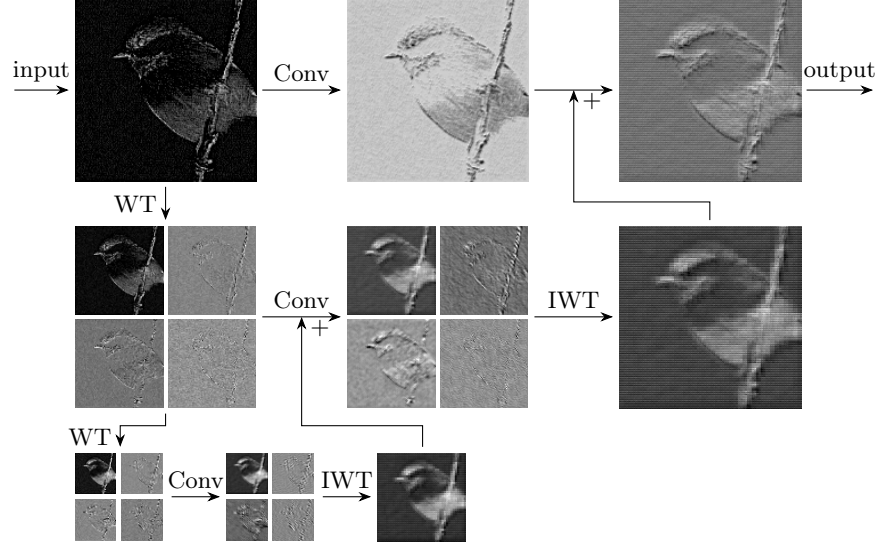 input
Conv
+
output
WT
Conv
+
IWT
WT
Conv
IWT